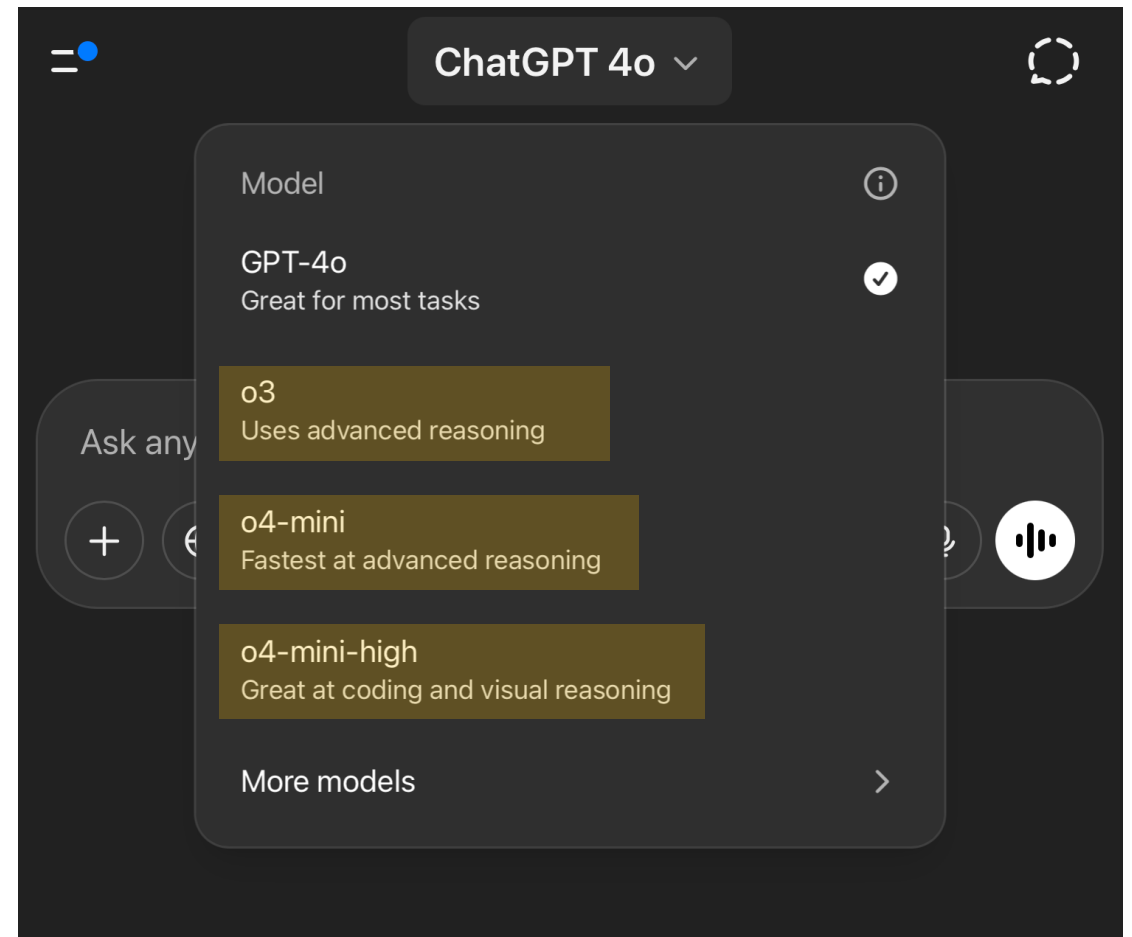 ChatGPT 4o
Model
GPT-4o
Great for most tasks
o3
Uses advanced reasoning
Ask any
o4-mini
Fastest at advanced reasoning
o4-mini-high
Great at coding and visual reasoning
More models